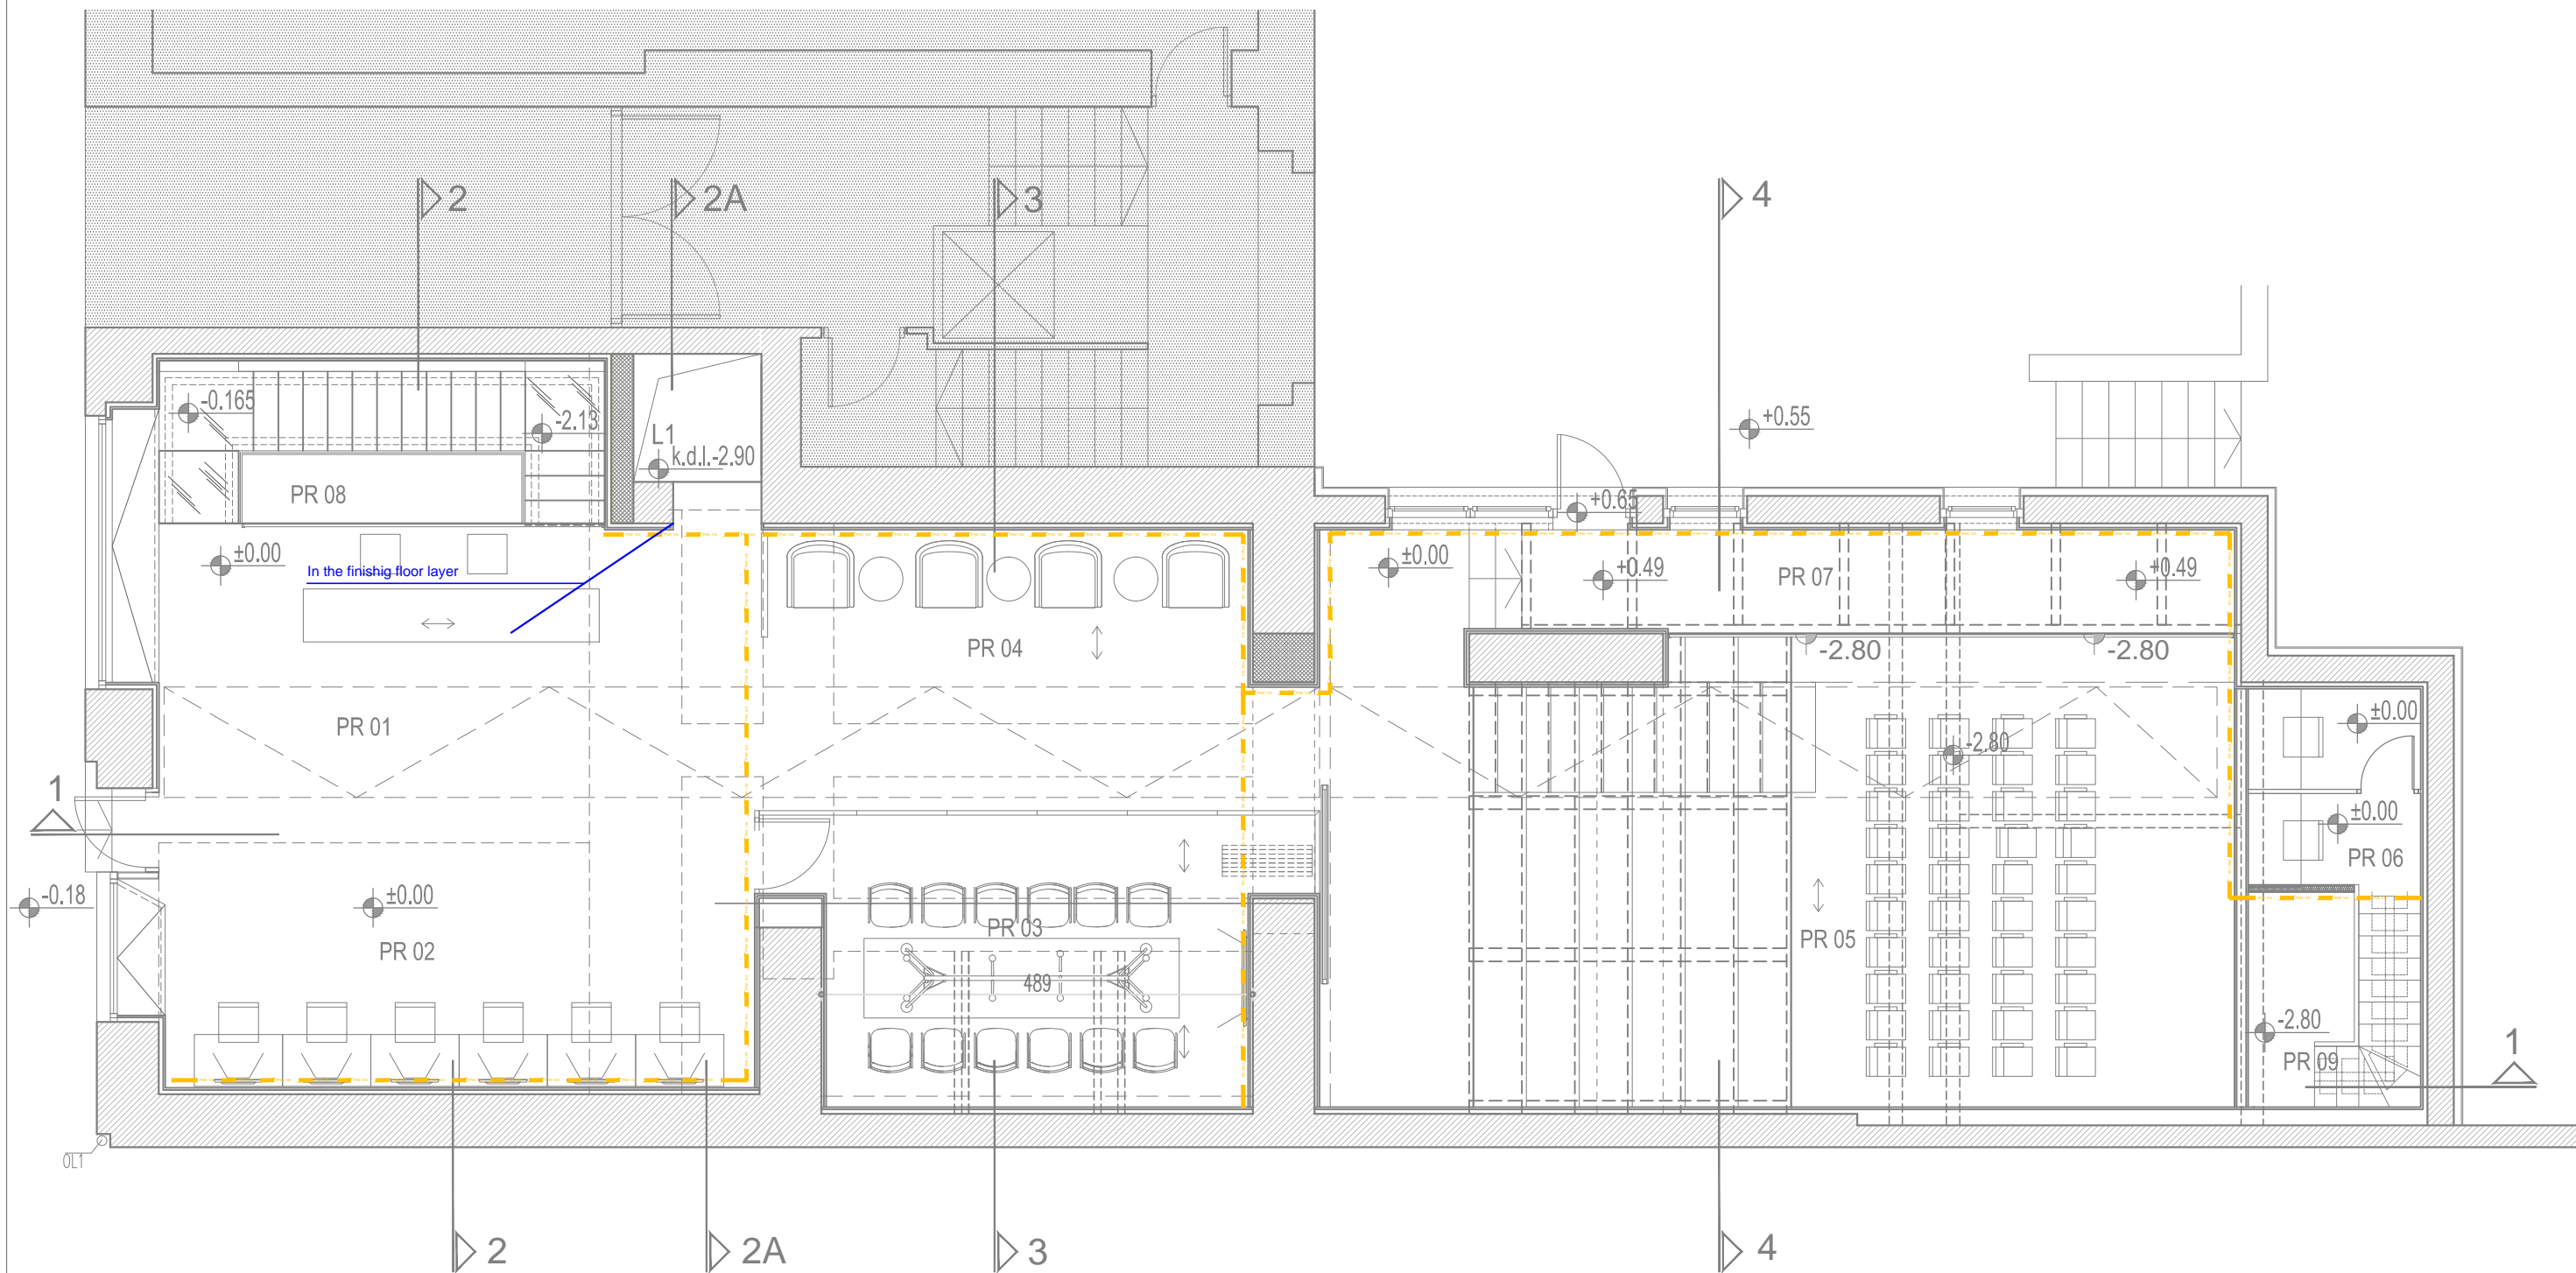 2
2A
3
4
-0.165
-2.13
L1
k.d.l.-2.90
+0.55
PR 08
+0.65
±0.00
In the finishig floor layer
±0.00
+0.49
PR 07
+0.49
PR 04
-2.80
-2.80
PR 01
±0.00
-2.80
1
±0.00
PR 06
-0.18
±0.00
PR 03
PR 02
PR 05
489
-2.80
PR 09
1
OL1
2
2A
3
4